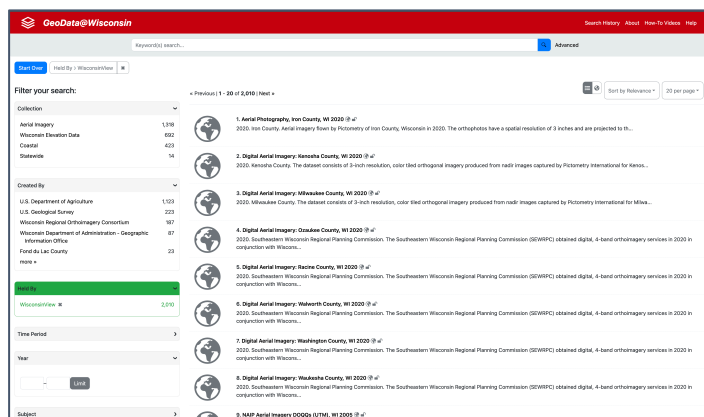 GeoData@Wisconsin
Search History About How-To Videos Help
Keyword(s) search...
Advanced
Start Over
Held By > WisconsinView ✖
Filter your search:
« Previous | 1 - 20 of 2,010 | Next »
Sort by Relevance
20 per page
Collection
Aerial Imagery 1,318
Wisconsin Elevation Data 692
Coastal 423
Statewide 14
Created By
U.S. Department of Agriculture 1,123
U.S. Geological Survey 223
Wisconsin Regional Orthoimagery Consortium 187
Wisconsin Department of Administration - Geographic 87
Information Office
Fond du Lac County 23
more »
Held By
WisconsinView ✖ 2,010
Time Period
Year
–
Limit
Subject
1. Aerial Photography, Iron County, WI 2020
2020. Iron County. Aerial imagery flown by Pictometry of Iron County, Wisconsin in 2020. The orthophotos have a spatial resolution of 3 inches and are projected to th...
2. Digital Aerial Imagery: Kenosha County, WI 2020
2020. Kenosha County. The dataset consists of 3-inch resolution, color tiled orthogonal imagery produced from nadir images captured by Pictometry International for Kenos...
3. Digital Aerial Imagery: Milwaukee County, WI 2020
2020. Milwaukee County. The dataset consists of 3-inch resolution, color tiled orthogonal imagery produced from nadir images captured by Pictometry International for Milwa...
4. Digital Aerial Imagery: Ozaukee County, WI 2020
2020. Southeastern Wisconsin Regional Planning Commission. The Southeastern Wisconsin Regional Planning Commission (SEWRPC) obtained digital, 4-band orthoimagery services in 2020 in
conjunction with Wiscons...
5. Digital Aerial Imagery: Racine County, WI 2020
2020. Southeastern Wisconsin Regional Planning Commission. The Southeastern Wisconsin Regional Planning Commission (SEWRPC) obtained digital, 4-band orthoimagery services in 2020 in
conjunction with Wiscons...
6. Digital Aerial Imagery: Walworth County, WI 2020
2020. Southeastern Wisconsin Regional Planning Commission. The Southeastern Wisconsin Regional Planning Commission (SEWRPC) obtained digital, 4-band orthoimagery services in 2020 in
conjunction with Wiscons...
7. Digital Aerial Imagery: Washington County, WI 2020
2020. Southeastern Wisconsin Regional Planning Commission. The Southeastern Wisconsin Regional Planning Commission (SEWRPC) obtained digital, 4-band orthoimagery services in 2020 in
conjunction with Wiscons...
8. Digital Aerial Imagery: Waukesha County, WI 2020
2020. Southeastern Wisconsin Regional Planning Commission. The Southeastern Wisconsin Regional Planning Commission (SEWRPC) obtained digital, 4-band orthoimagery services in 2020 in
conjunction with Wiscons...
9. NAIP Aerial Imagery DOQQs (UTM), WI 2005